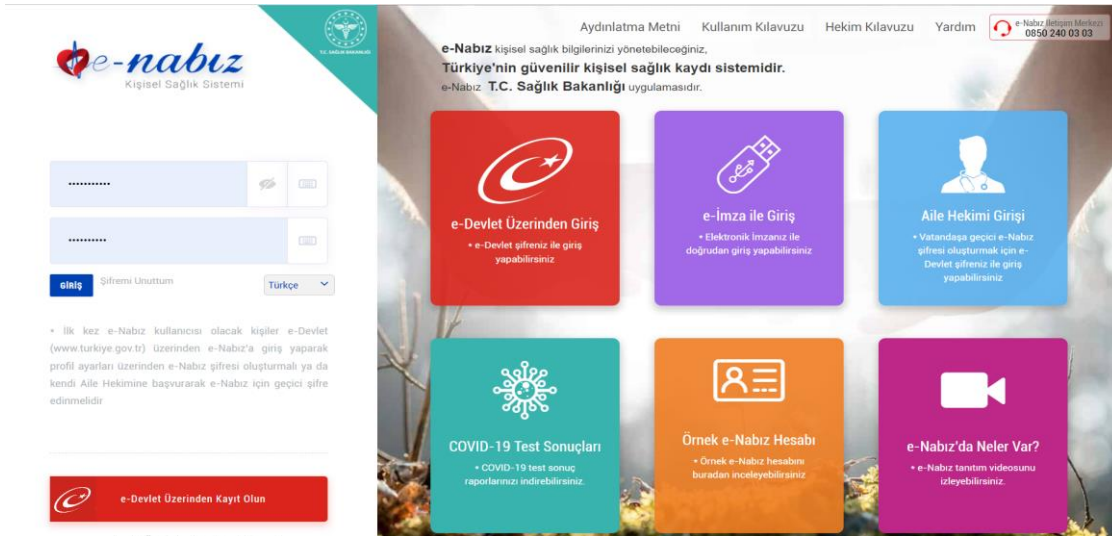 e-nabız
Kişisel Sağlık Sistemi
T.C. SAĞLIK BAKANLIĞI
Aydınlatma Metni
Kullanım Kılavuzu
Hekim Kılavuzu
Yardım
e-Nabız İletişim Merkezi
0850 240 03 03
e-Nabız kişisel sağlık bilgilerinizi yönetebileceğiniz,
Türkiye'nin güvenilir kişisel sağlık kaydı sistemidir.
e-Nabız T.C. Sağlık Bakanlığı uygulamasıdır.
GİRİŞ
Şifremi Unuttum
Türkçe
• İlk kez e-Nabız kullanıcısı olacak kişiler e-Devlet
(www.turkiye.gov.tr) üzerinden e-Nabız'a giriş yaparak
profil ayarları üzerinden e-Nabız şifresi oluşturmalı ya da
kendi Aile Hekimine başvurarak e-Nabız için geçici şifre
edinmelidir
e-Devlet Üzerinden Kayıt Olun
e-Devlet Üzerinden Giriş
• e-Devlet şifreniz ile giriş
yapabilirsiniz
e-İmza ile Giriş
• Elektronik İmzanız ile
doğrudan giriş yapabilirsiniz
Aile Hekimi Girişi
• Vatandaşa geçici e-Nabız
şifresi oluşturmak için e-
Devlet şifreniz ile giriş
yapabilirsiniz
COVID-19 Test Sonuçları
• COVID-19 test sonuç
raporlarınızı indirebilirsiniz.
Örnek e-Nabız Hesabı
• Örnek e-Nabız hesabını
buradan inceleyebilirsiniz
e-Nabız'da Neler Var?
• e-Nabız tanıtım videosunu
izleyebilirsiniz.